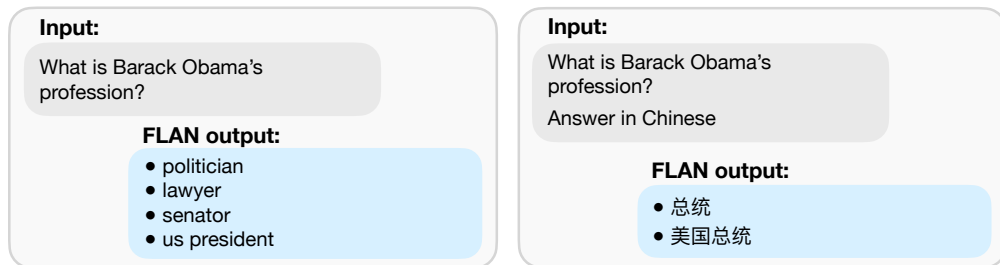 Input:
What is Barack Obama's
profession?
FLAN output:
• politician
• lawyer
• senator
• us president
Input:
What is Barack Obama's
profession?
Answer in Chinese
FLAN output:
• 总统
• 美国总统